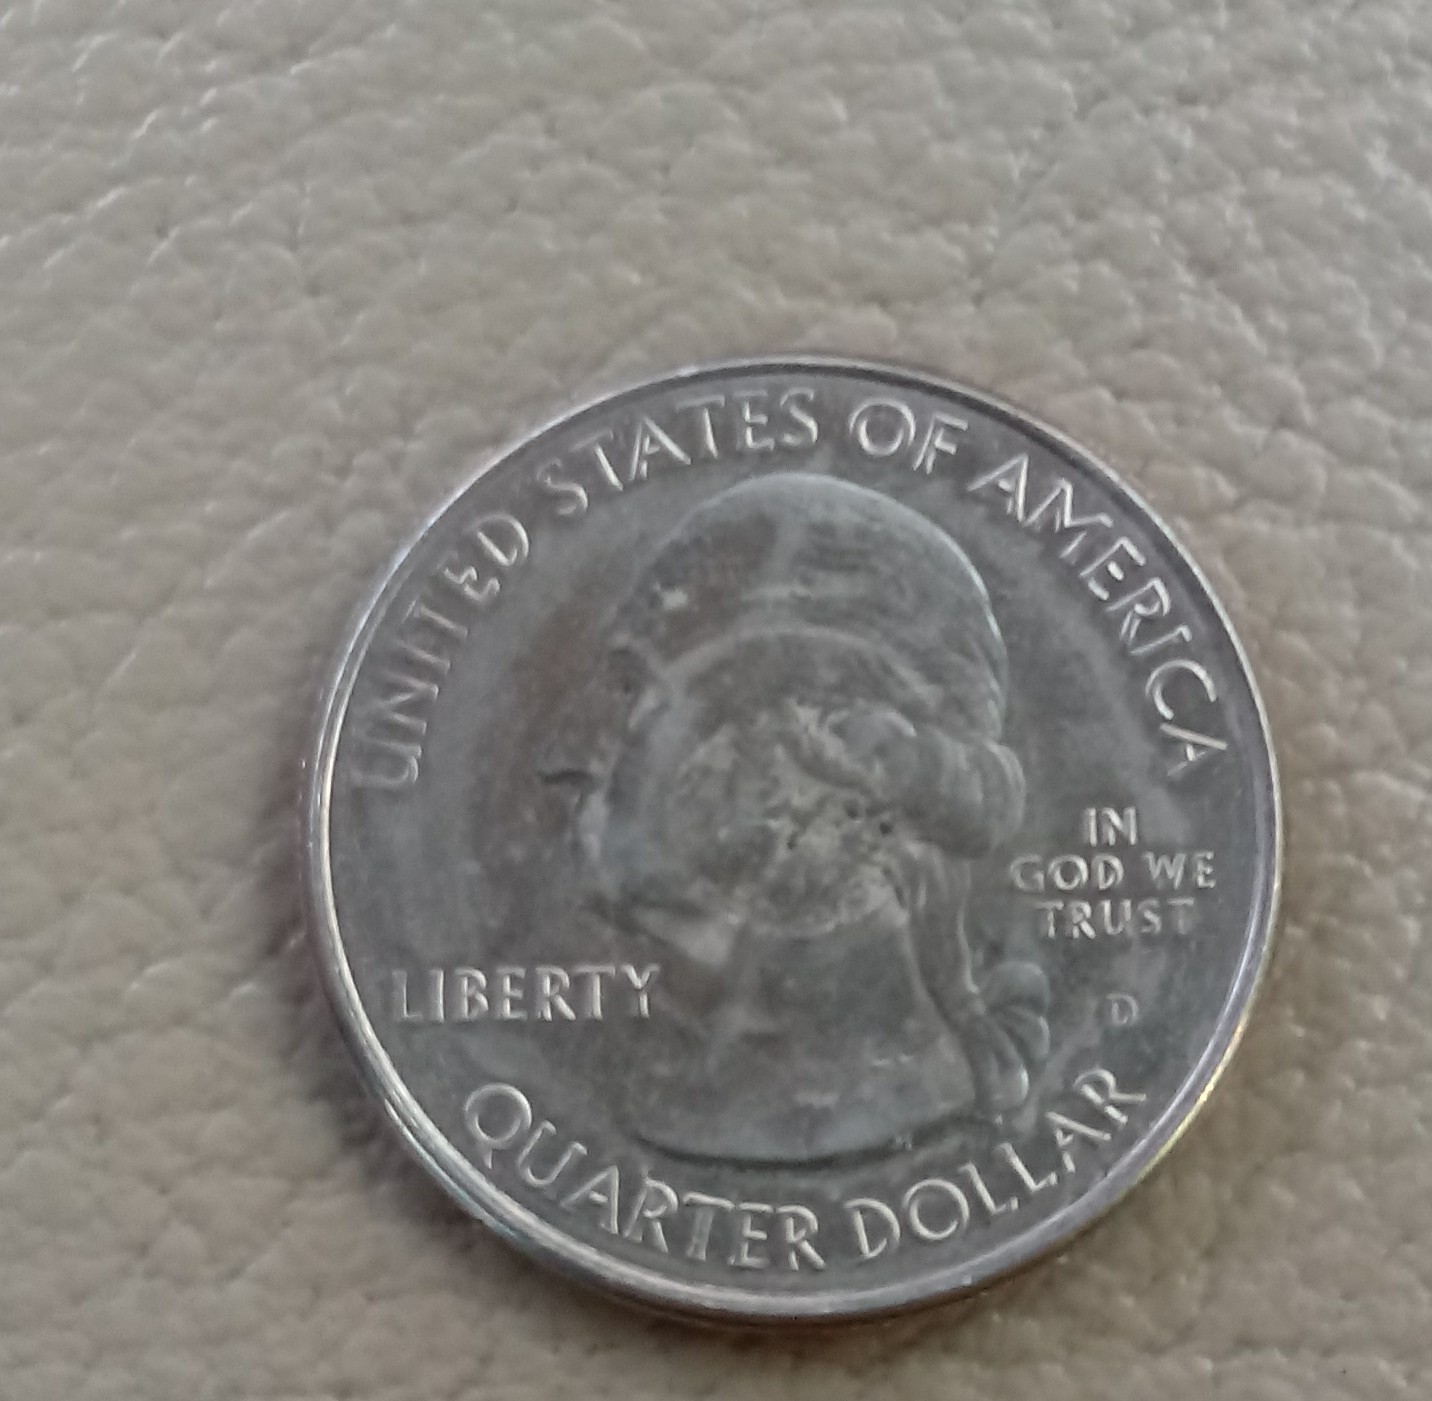 UNITED STATES OF AMERICA
IN
GOD WE
TRUST
LIBERTY
D
QUARTER DOLLAR